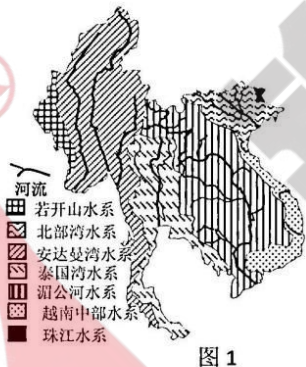 河流
若开山水系
北部湾水系
安达曼湾水系
泰国湾水系
湄公河水系
越南中部水系
珠江水系
图 1